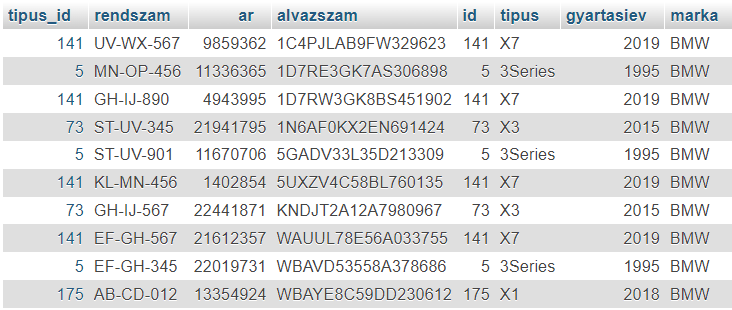 tipus_id rendszam ar alvazszam id tipus gyartasiev marka
141 UV-WX-567 9859362 1C4PJLAB9FW329623 141 X7 2019 BMW
5 MN-OP-456 11336365 1D7RE3GK7AS306898 5 3Series 1995 BMW
141 GH-IJ-890 4943995 1D7RW3GK8BS451902 141 X7 2019 BMW
73 ST-UV-345 21941795 1N6AF0KX2EN691424 73 X3 2015 BMW
5 ST-UV-901 11670706 5GADV33L35D213309 5 3Series 1995 BMW
141 KL-MN-456 1402854 5UXZV4C58BL760135 141 X7 2019 BMW
73 GH-IJ-567 22441871 KNDJT2A12A7980967 73 X3 2015 BMW
141 EF-GH-567 21612357 WAUUL78E56A033755 141 X7 2019 BMW
5 EF-GH-345 22019731 WBAVD53558A378686 5 3Series 1995 BMW
175 AB-CD-012 13354924 WBAYE8C59DD230612 175 X1 2018 BMW